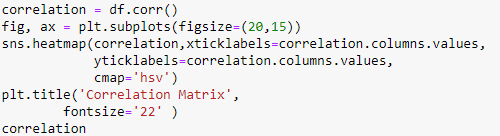 correlation = df.corr()
fig, ax = plt.subplots(figsize=(20,15))
sns.heatmap(correlation,xticklabels=correlation.columns.values,
            yticklabels=correlation.columns.values,
            cmap='hsv')
plt.title('Correlation Matrix',
        fontsize='22' )
correlation